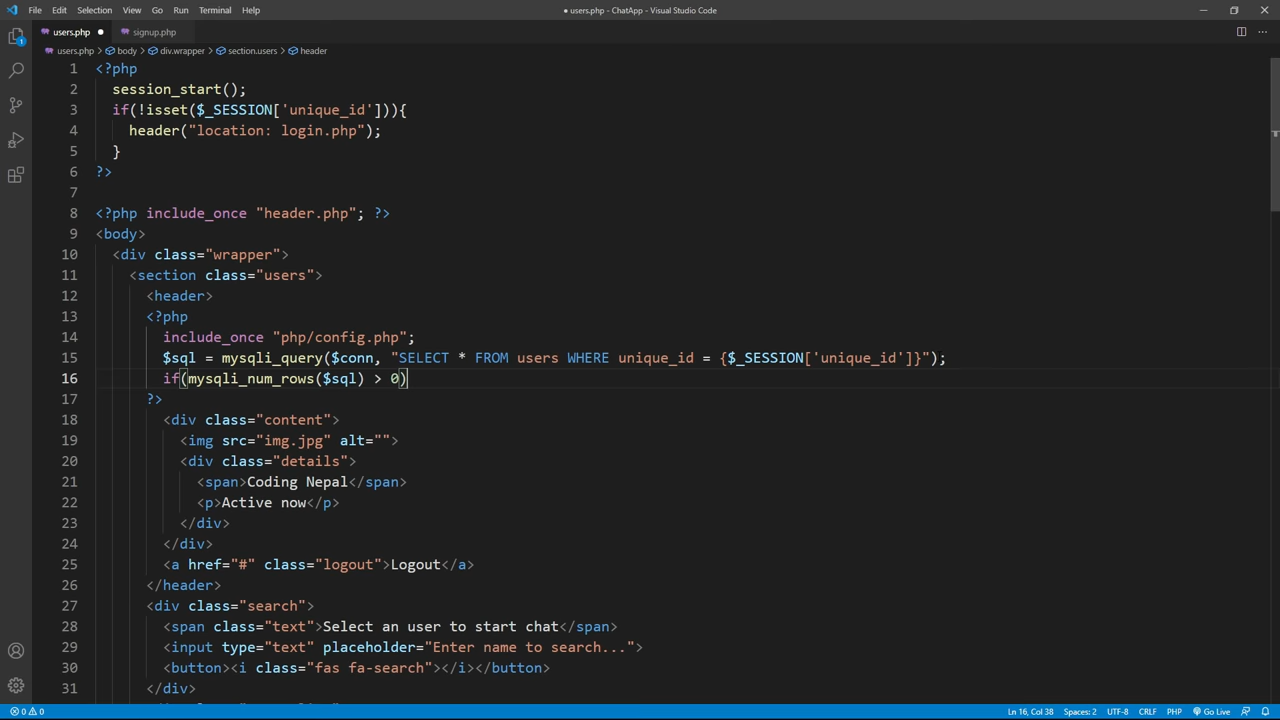 File Edit Selection View Go Run Terminal Help
● users.php - ChatApp - Visual Studio Code
users.php ● signup.php
users.php > body > div.wrapper > section.users > header
1 <?php
2 session_start();
3 if(!isset($_SESSION['unique_id'])){
4 header("location: login.php");
5 }
6 ?>
7
8 <?php include_once "header.php"; ?>
9 <body>
10 <div class="wrapper">
11 <section class="users">
12 <header>
13 <?php
14 include_once "php/config.php";
15 $sql = mysqli_query($conn, "SELECT * FROM users WHERE unique_id = {$_SESSION['unique_id']}");
16 if(mysqli_num_rows($sql) > 0)
17 ?>
18 <div class="content">
19 <img src="img.jpg" alt="">
20 <div class="details">
21 <span>Coding Nepal</span>
22 <p>Active now</p>
23 </div>
24 </div>
25 <a href="#" class="logout">Logout</a>
26 </header>
27 <div class="search">
28 <span class="text">Select an user to start chat</span>
29 <input type="text" placeholder="Enter name to search...">
30 <button><i class="fas fa-search"></i></button>
31 </div>
0 0 Ln 16, Col 38 Spaces: 2 UTF-8 CRLF PHP Go Live
1